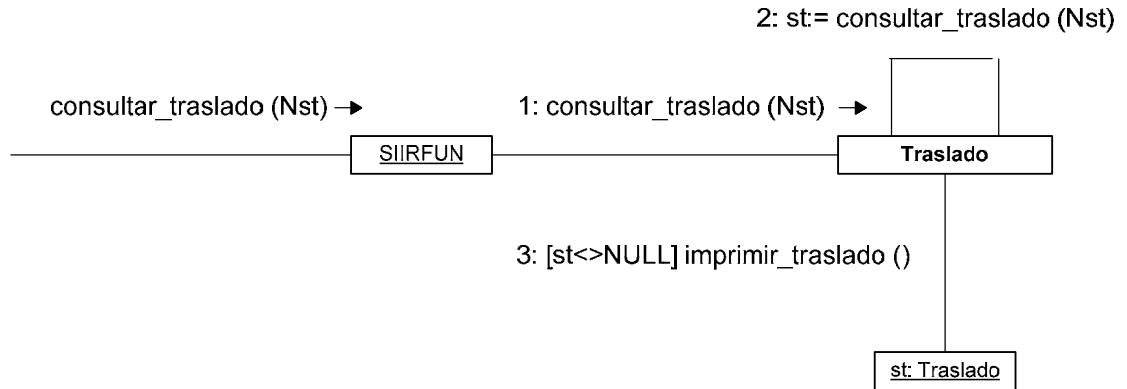 2: st:= consultar_traslado (Nst)
consultar_traslado (Nst)
1: consultar_traslado (Nst)
SIIRFUN
Traslado
3: [st<>NULL] imprimir_traslado ()
st: Traslado